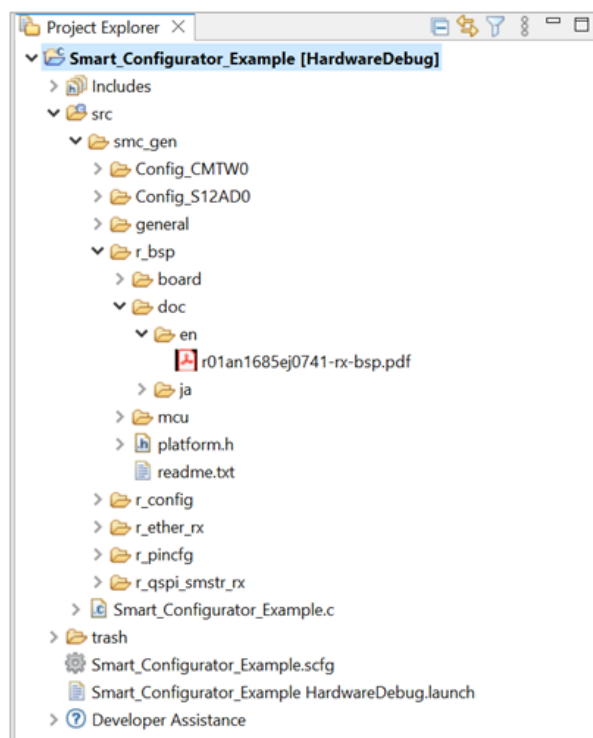 Project Explorer
Smart_Configurator_Example [HardwareDebug]
Includes
src
smc_gen
Config_CMTW0
Config_S12AD0
general
r_bsp
board
doc
en
r01an1685ej0741-rx-bsp.pdf
ja
mcu
platform.h
readme.txt
r_config
r_ether_rx
r_pincfg
r_qspi_smstr_rx
Smart_Configurator_Example.c
trash
Smart_Configurator_Example.scfg
Smart_Configurator_Example HardwareDebug.launch
Developer Assistance